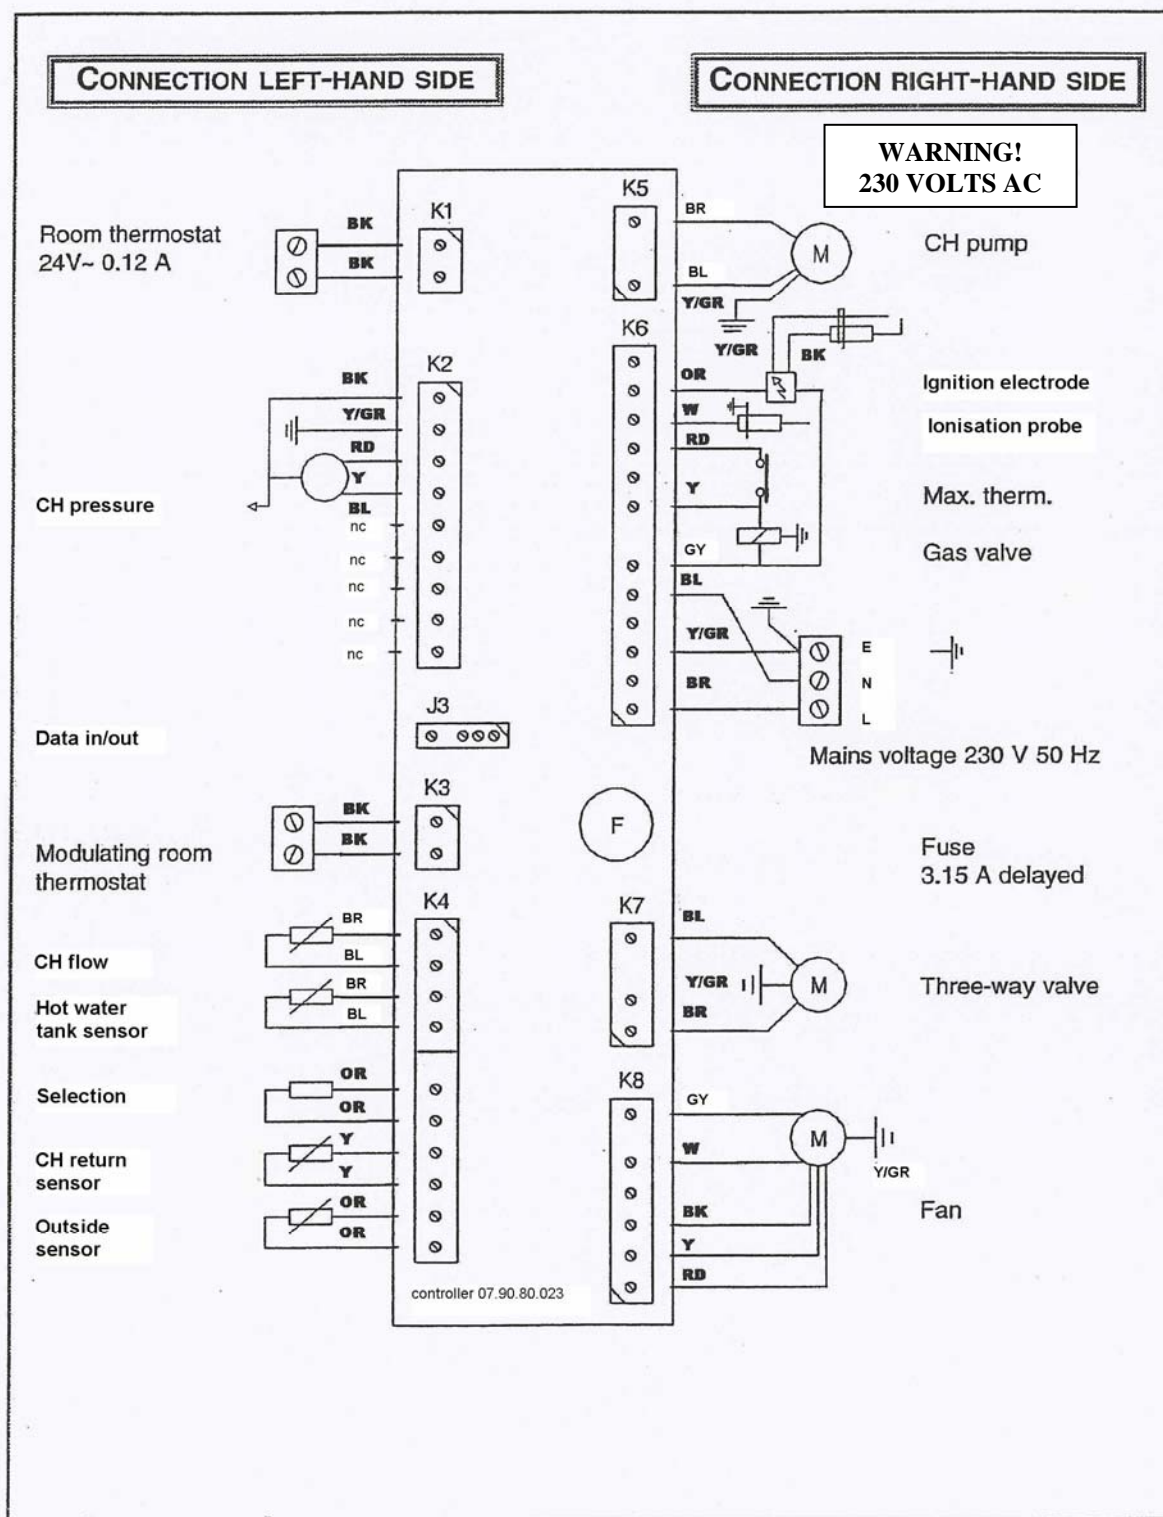 CONNECTION LEFT-HAND SIDE
CONNECTION RIGHT-HAND SIDE
WARNING!
230 VOLTS AC
Room thermostat
24V~ 0.12 A
BK
BK
K1
K2
BK
Y/GR
RD
Y
BL
nc
nc
nc
nc
nc
CH pressure
J3
Data in/out
K3
BK
BK
Modulating room
thermostat
K4
BR
BL
CH flow
BR
BL
Hot water
tank sensor
OR
OR
Selection
Y
Y
CH return
sensor
OR
OR
Outside
sensor
controller 07.90.80.023
K5
BR
BL
Y/GR
M
CH pump
K6
Y/GR
BK
OR
Ignition electrode
W
Ionisation probe
RD
Y
Max. therm.
GY
Gas valve
BL
Y/GR
BR
E
N
L
Mains voltage 230 V 50 Hz
F
Fuse
3.15 A delayed
K7
BL
Y/GR
BR
M
Three-way valve
K8
GY
W
BK
Y
RD
M
Y/GR
Fan